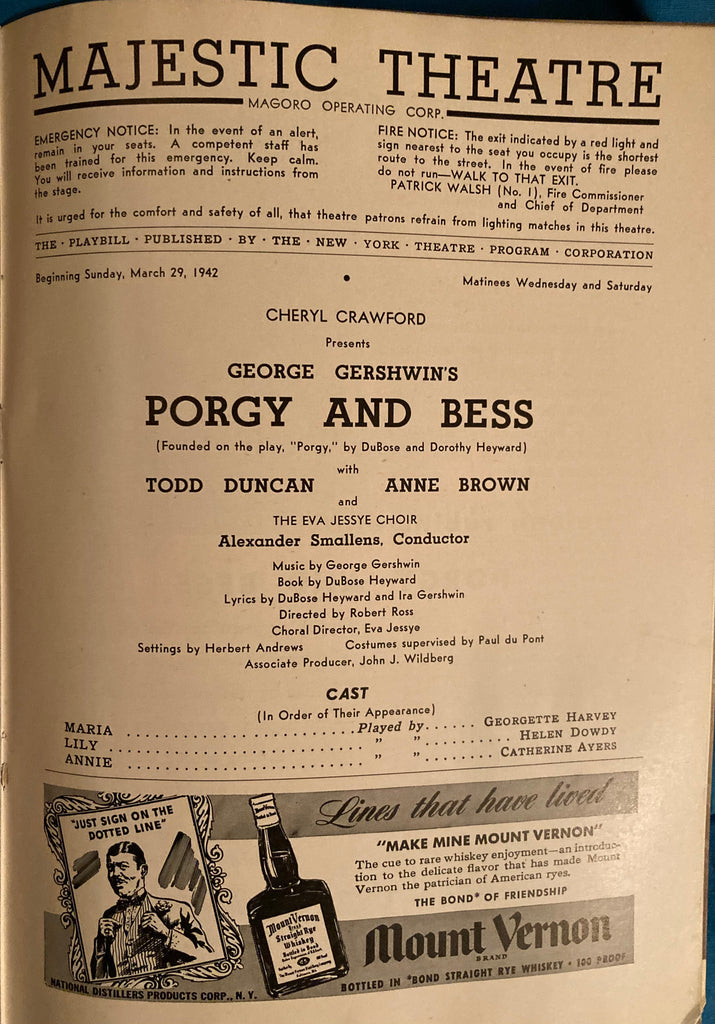 MAJESTIC THEATRE
MAGORO OPERATING CORP.
EMERGENCY NOTICE: In the event of an alert,
remain in your seats. A competent staff has
been trained for this emergency. Keep calm.
You will receive information and instructions from
the stage.
FIRE NOTICE: The exit indicated by a red light and
sign nearest to the seat you occupy is the shortest
route to the street. In the event of fire please
do not run—WALK TO THAT EXIT.
PATRICK WALSH (No. 1), Fire Commissioner
and Chief of Department
It is urged for the comfort and safety of all, that theatre patrons refrain from lighting matches in this theatre.
THE · PLAYBILL · PUBLISHED · BY · THE · NEW · YORK · THEATRE · PROGRAM · CORPORATION
Beginning Sunday, March 29, 1942 • Matinees Wednesday and Saturday
CHERYL CRAWFORD
Presents
GEORGE GERSHWIN'S
PORGY AND BESS
(Founded on the play, "Porgy," by DuBose and Dorothy Heyward)
with
TODD DUNCAN ANNE BROWN
and
THE EVA JESSYE CHOIR
Alexander Smallens, Conductor
Music by George Gershwin
Book by DuBose Heyward
Lyrics by DuBose Heyward and Ira Gershwin
Directed by Robert Ross
Choral Director, Eva Jessye
Settings by Herbert Andrews Costumes supervised by Paul du Pont
Associate Producer, John J. Wildberg
CAST
(In Order of Their Appearance)
MARIA ........................Played by...... GEORGETTE HARVEY
LILY ........................... " " .......... HELEN DOWDY
ANNIE .......................... " " ......... CATHERINE AYERS
"JUST SIGN ON THE
DOTTED LINE"
NATIONAL DISTILLERS PRODUCTS CORP., N. Y.
Mount Vernon
Brand
Straight Rye
Whiskey
Bottled in Bond
Lines that have lived
"MAKE MINE MOUNT VERNON"
The cue to rare whiskey enjoyment—an introduc-
tion to the delicate flavor that has made Mount
Vernon the patrician of American ryes.
THE BOND* OF FRIENDSHIP
Mount Vernon
BRAND
BOTTLED IN *BOND STRAIGHT RYE WHISKEY • 100 PROOF